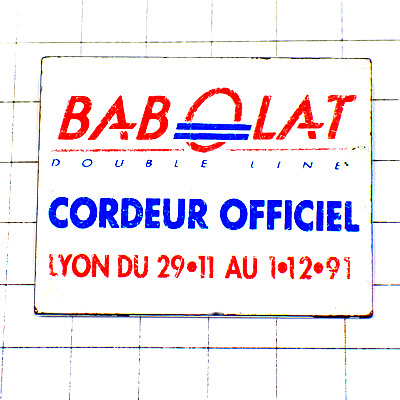 BABOLAT
DOUBLE LINE
CORDEUR OFFICIEL
LYON DU 29•11 AU 1•12•91